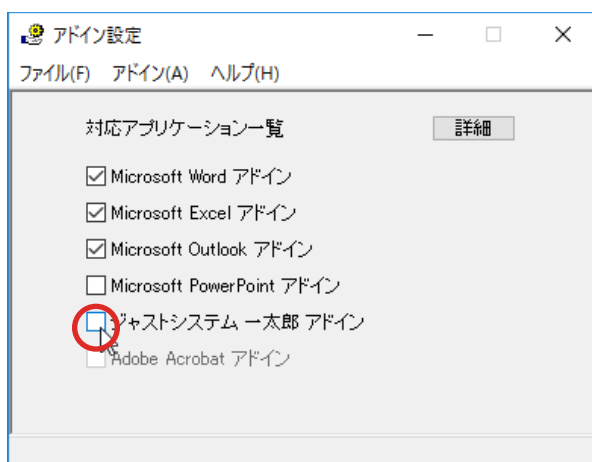 アドイン設定
ファイル(F) アドイン(A) ヘルプ(H)
対応アプリケーション一覧 詳細
Microsoft Word アドイン
Microsoft Excel アドイン
Microsoft Outlook アドイン
Microsoft PowerPoint アドイン
ジャストシステム 一太郎 アドイン
Adobe Acrobat アドイン